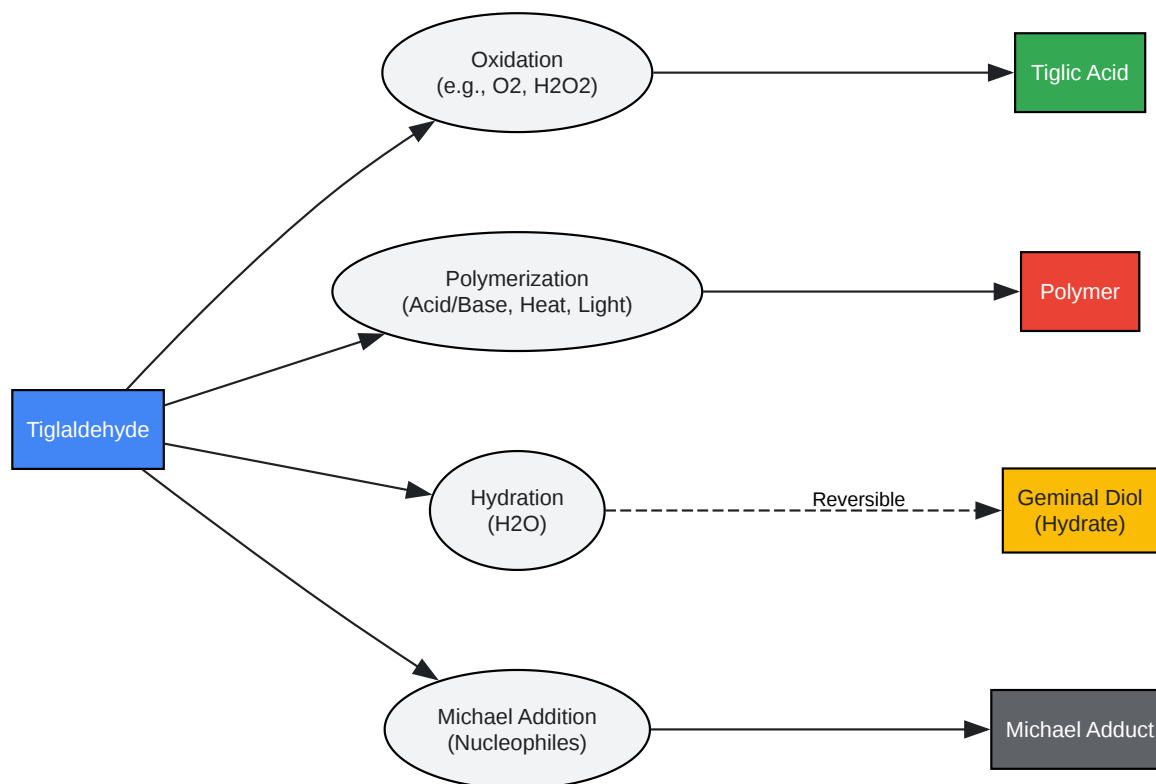 Oxidation
(e.g., O2, H2O2)
Tiglic Acid
Polymerization
(Acid/Base, Heat, Light)
Polymer
Tiglaldehyde
Hydration
(H2O)
Reversible
Geminal Diol
(Hydrate)
Michael Addition
(Nucleophiles)
Michael Adduct